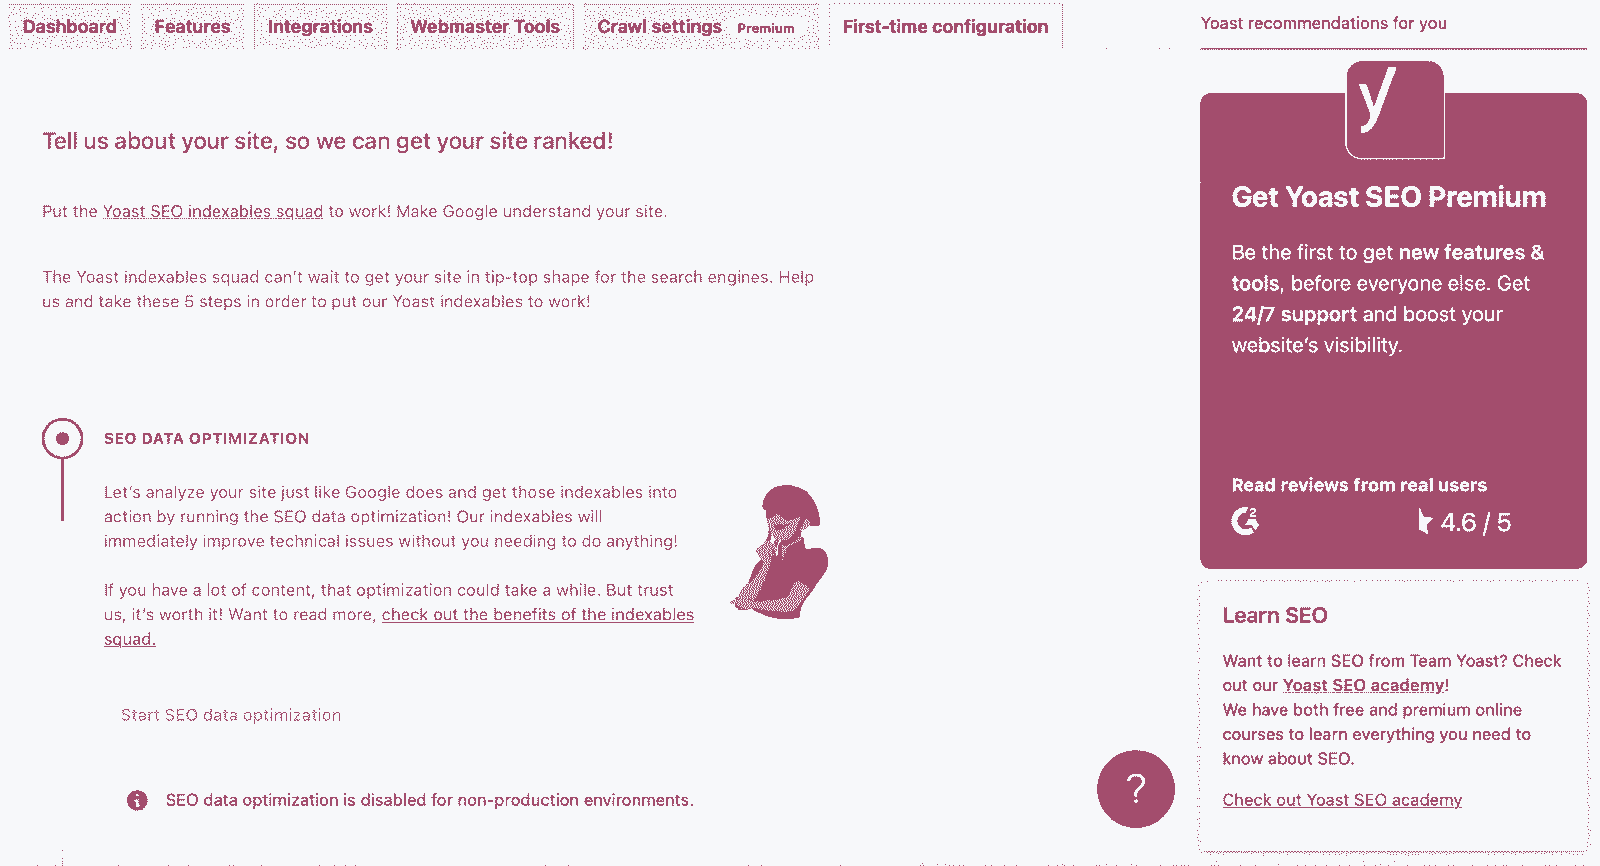 Dashboard Features Integrations Webmaster Tools Crawl settings Premium First-time configuration
Tell us about your site, so we can get your site ranked!
Put the Yoast SEO indexables squad to work! Make Google understand your site.
The Yoast indexables squad can't wait to get your site in tip-top shape for the search engines. Help
us and take these 5 steps in order to put our Yoast indexables to work!
SEO DATA OPTIMIZATION
Let's analyze your site just like Google does and get those indexables into
action by running the SEO data optimization! Our indexables will
immediately improve technical issues without you needing to do anything!
If you have a lot of content, that optimization could take a while. But trust
us, it's worth it! Want to read more, check out the benefits of the indexables
squad.
Start SEO data optimization
SEO data optimization is disabled for non-production environments.
?
Yoast recommendations for you
y
Get Yoast SEO Premium
Be the first to get new features &
tools, before everyone else. Get
24/7 support and boost your
website's visibility.
Read reviews from real users
G2 4.6 / 5
Learn SEO
Want to learn SEO from Team Yoast? Check
out our Yoast SEO academy!
We have both free and premium online
courses to learn everything you need to
know about SEO.
Check out Yoast SEO academy